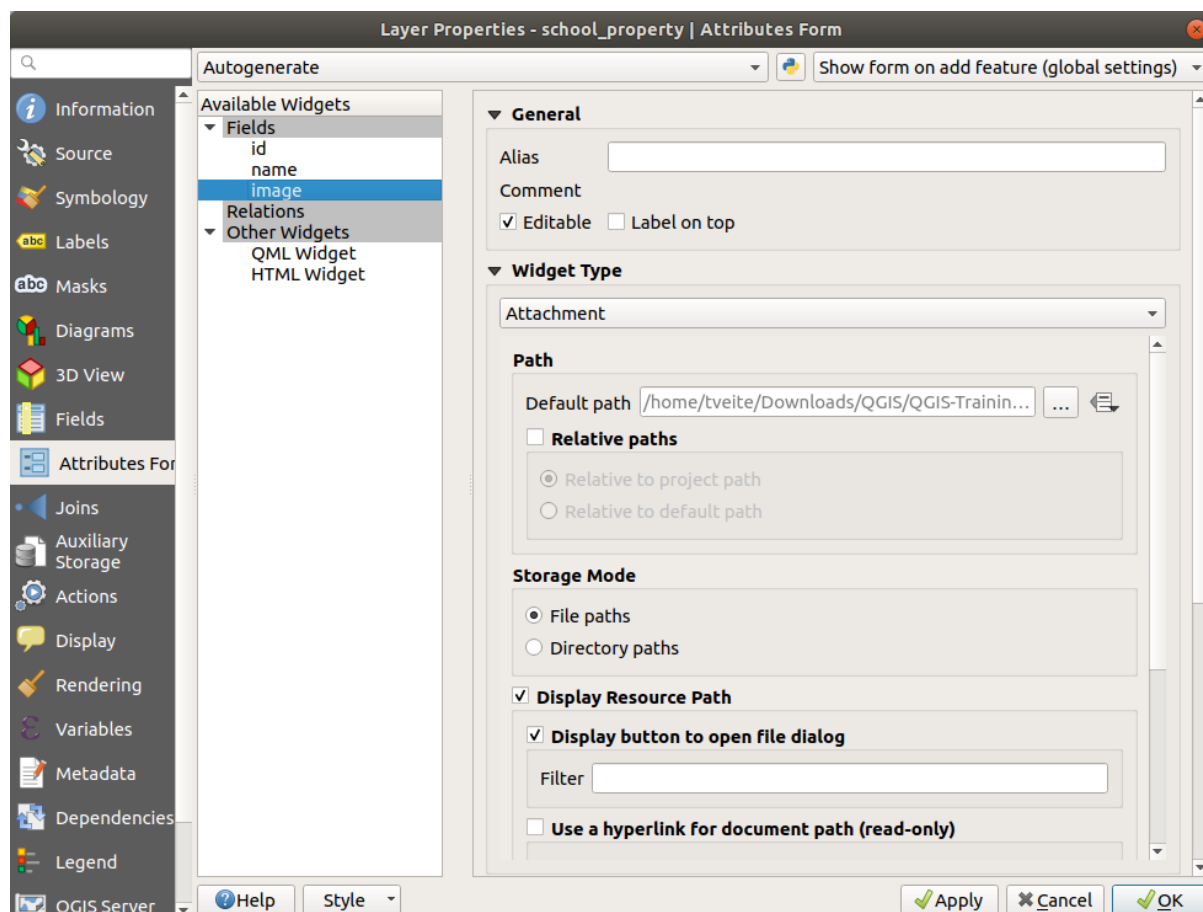 Layer Properties - school_property | Attributes Form
Autogenerate
Show form on add feature (global settings)
Information
Source
Symbology
abc Labels
abc Masks
Diagrams
3D View
Fields
Attributes For
Joins
Auxiliary
Storage
Actions
Display
Rendering
Variables
Metadata
Dependencies
Legend
QGIS Server
Available Widgets
Fields
id
name
image
Relations
Other Widgets
QML Widget
HTML Widget
General
Alias
Comment
Editable Label on top
Widget Type
Attachment
Path
Default path /home/tveite/Downloads/QGIS/QGIS-Trainin... ...
Relative paths
Relative to project path
Relative to default path
Storage Mode
File paths
Directory paths
Display Resource Path
Display button to open file dialog
Filter
Use a hyperlink for document path (read-only)
Help Style Apply Cancel OK